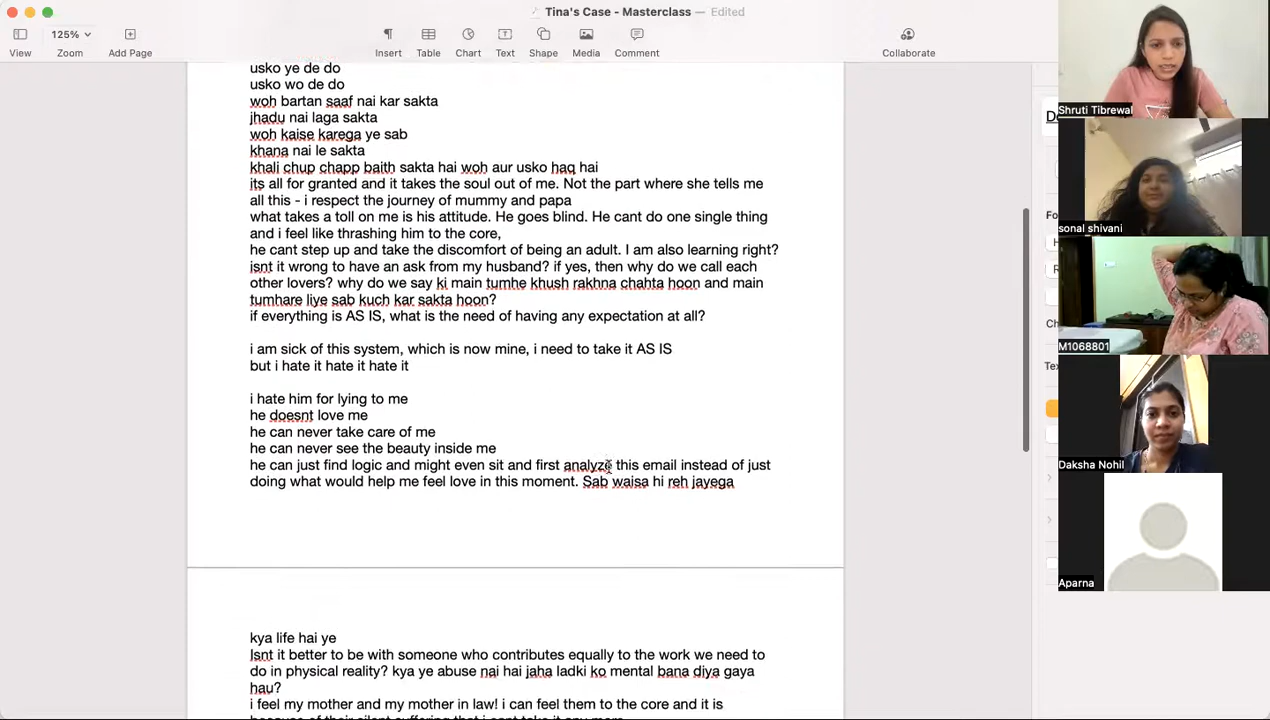 Tina's Case - Masterclass — Edited
125%
View
Zoom
Add Page
Insert
Table
Chart
Text
Shape
Media
Comment
Collaborate
usko ye de do
usko wo de do
woh bartan saaf nai kar sakta
jhadu nai laga sakta
woh kaise karega ye sab
khana nai le sakta
khali chup chapp baith sakta hai woh aur usko haq hai
its all for granted and it takes the soul out of me. Not the part where she tells me
all this - i respect the journey of mummy and papa
what takes a toll on me is his attitude. He goes blind. He cant do one single thing
and i feel like thrashing him to the core,
he cant step up and take the discomfort of being an adult. I am also learning right?
isnt it wrong to have an ask from my husband? if yes, then why do we call each
other lovers? why do we say ki main tumhe khush rakhna chahta hoon and main
tumhare liye sab kuch kar sakta hoon?
if everything is AS IS, what is the need of having any expectation at all?
i am sick of this system, which is now mine, i need to take it AS IS
but i hate it hate it hate it
i hate him for lying to me
he doesnt love me
he can never take care of me
he can never see the beauty inside me
he can just find logic and might even sit and first analyze this email instead of just
doing what would help me feel love in this moment. Sab waisa hi reh jayega
kya life hai ye
Isnt it better to be with someone who contributes equally to the work we need to
do in physical reality? kya ye abuse nai hai jaha ladki ko mental bana diya gaya
hau?
i feel my mother and my mother in law! i can feel them to the core and it is
because of their silent suffering that i cant take it any more
Shruti Tibrewal
sonal shivani
M1068801
Daksha Nohil
Aparna